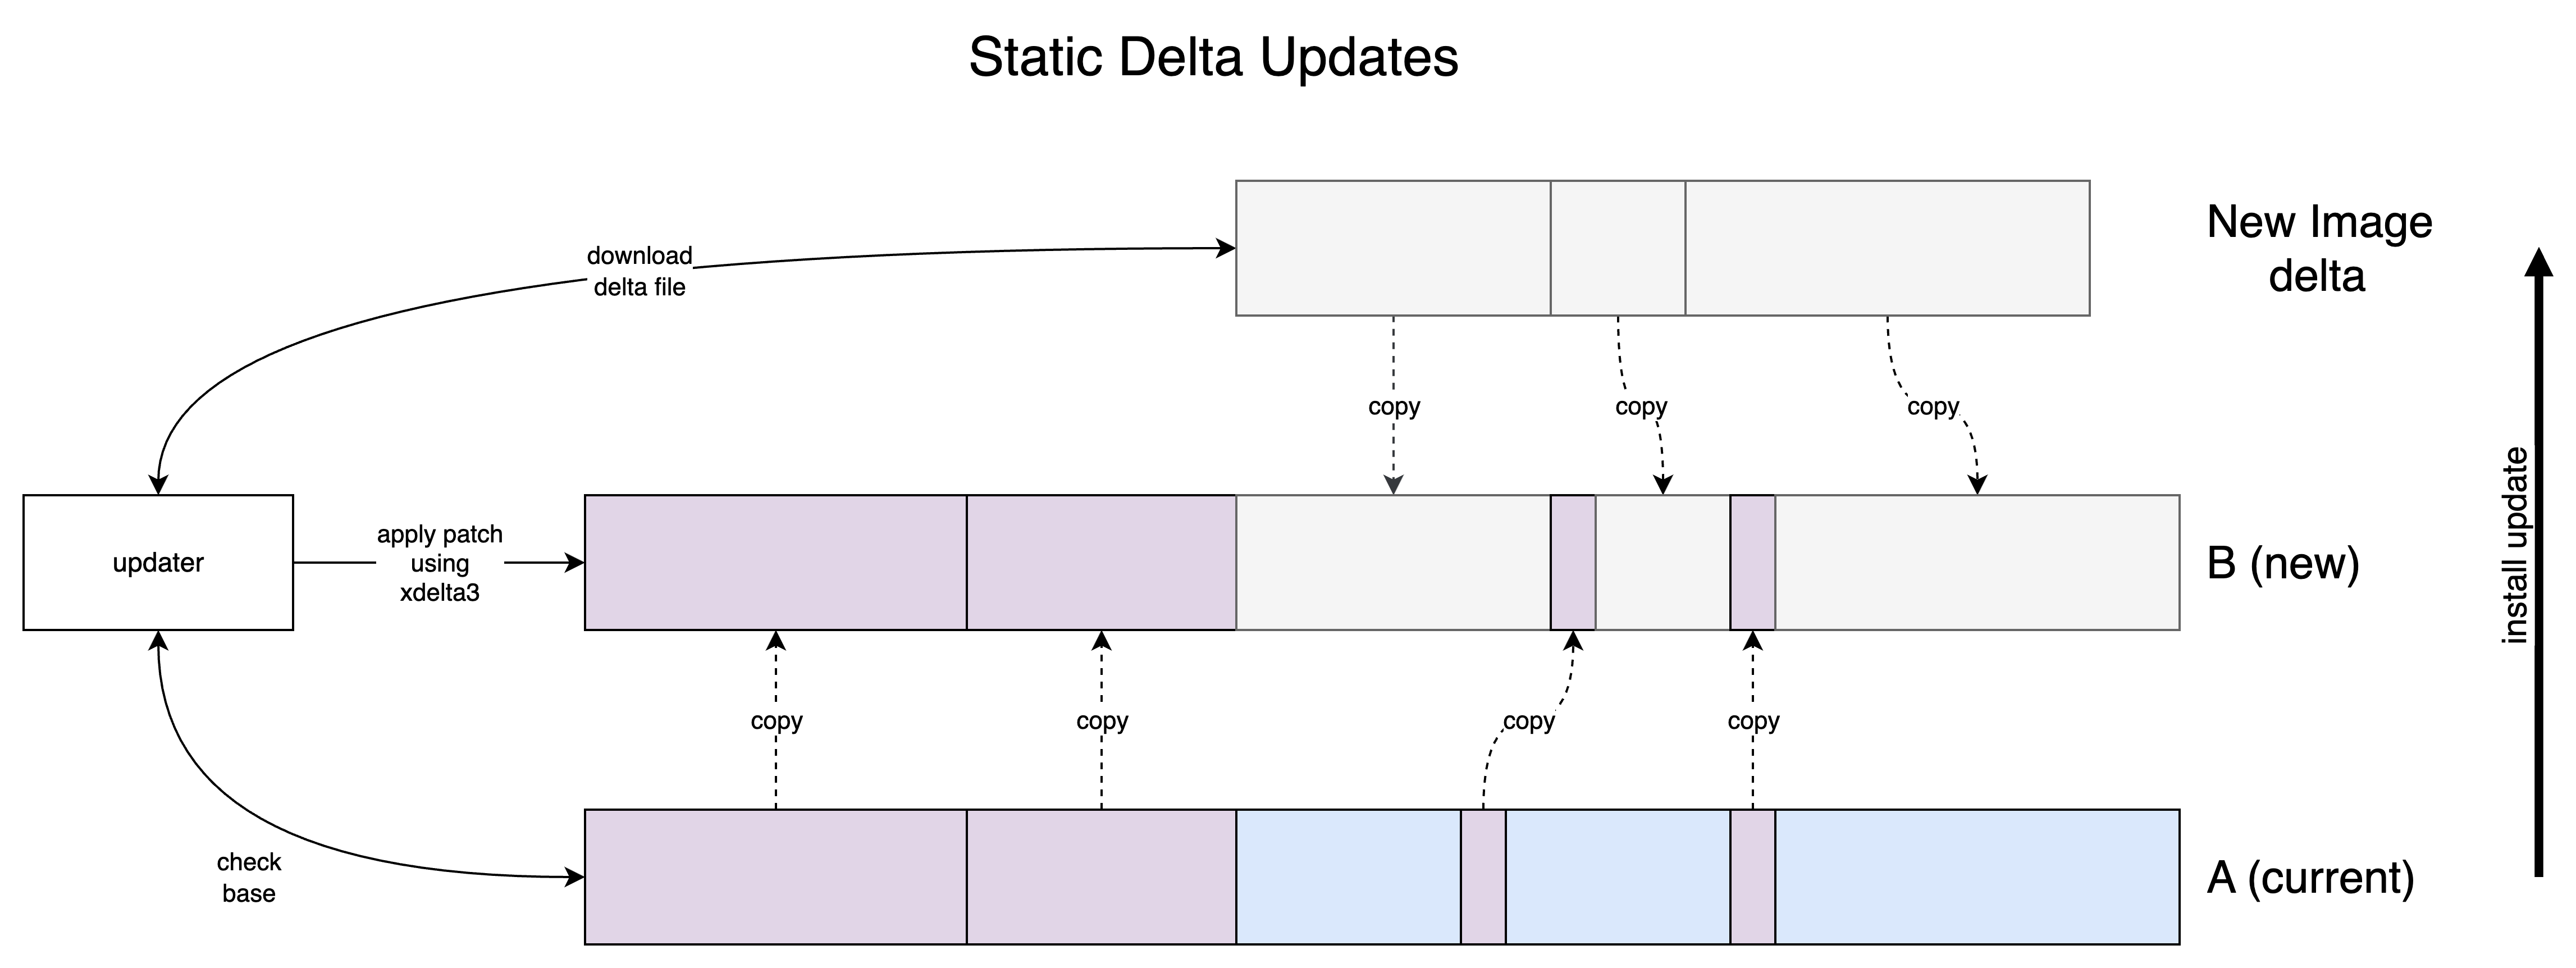 Static Delta Updates
New Image
delta
download
delta file
copy
copy
copy
install update
updater
apply patch
using
xdelta3
B (new)
copy
copy
copy
copy
check
base
A (current)